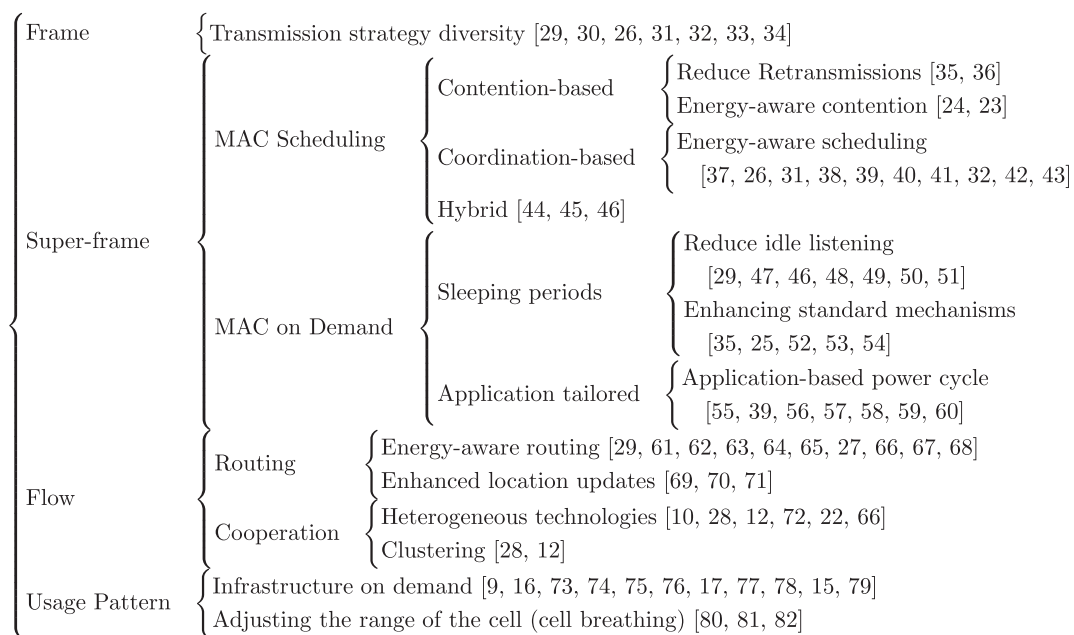 Frame
Transmission strategy diversity [29, 30, 26, 31, 32, 33, 34]
Super-frame
MAC Scheduling
Contention-based
Reduce Retransmissions [35, 36]
Energy-aware contention [24, 23]
Coordination-based
Energy-aware scheduling
[37, 26, 31, 38, 39, 40, 41, 32, 42, 43]
Hybrid [44, 45, 46]
MAC on Demand
Sleeping periods
Reduce idle listening
[29, 47, 46, 48, 49, 50, 51]
Enhancing standard mechanisms
[35, 25, 52, 53, 54]
Application tailored
Application-based power cycle
[55, 39, 56, 57, 58, 59, 60]
Flow
Routing
Energy-aware routing [29, 61, 62, 63, 64, 65, 27, 66, 67, 68]
Enhanced location updates [69, 70, 71]
Cooperation
Heterogeneous technologies [10, 28, 12, 72, 22, 66]
Clustering [28, 12]
Usage Pattern
Infrastructure on demand [9, 16, 73, 74, 75, 76, 17, 77, 78, 15, 79]
Adjusting the range of the cell (cell breathing) [80, 81, 82]